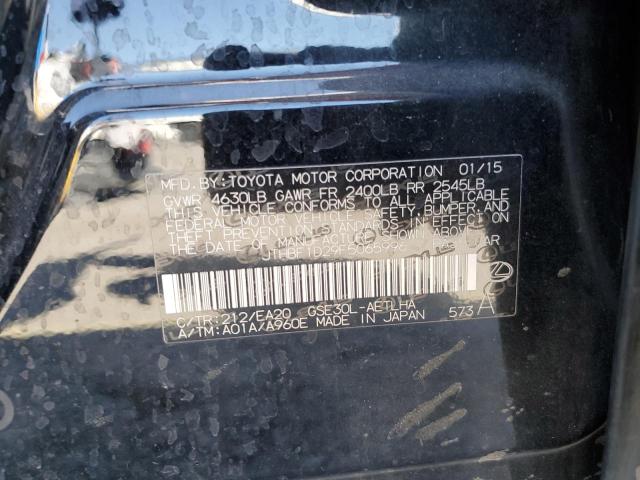 MFD. BY: TOYOTA MOTOR CORPORATION 01/15
GVWR 4630LB GAWR FR 2400LB RR 2545LB
THIS VEHICLE CONFORMS TO ALL APPLICABLE
FEDERAL MOTOR VEHICLE SAFETY, BUMPER, AND
THEFT PREVENTION STANDARDS IN EFFECT ON
THE DATE OF MANUFACTURE SHOWN ABOVE.
C/TR: 212/EA20 GSE30L-AETLHA
A/TM: A01A/A960E MADE IN JAPAN 573 A